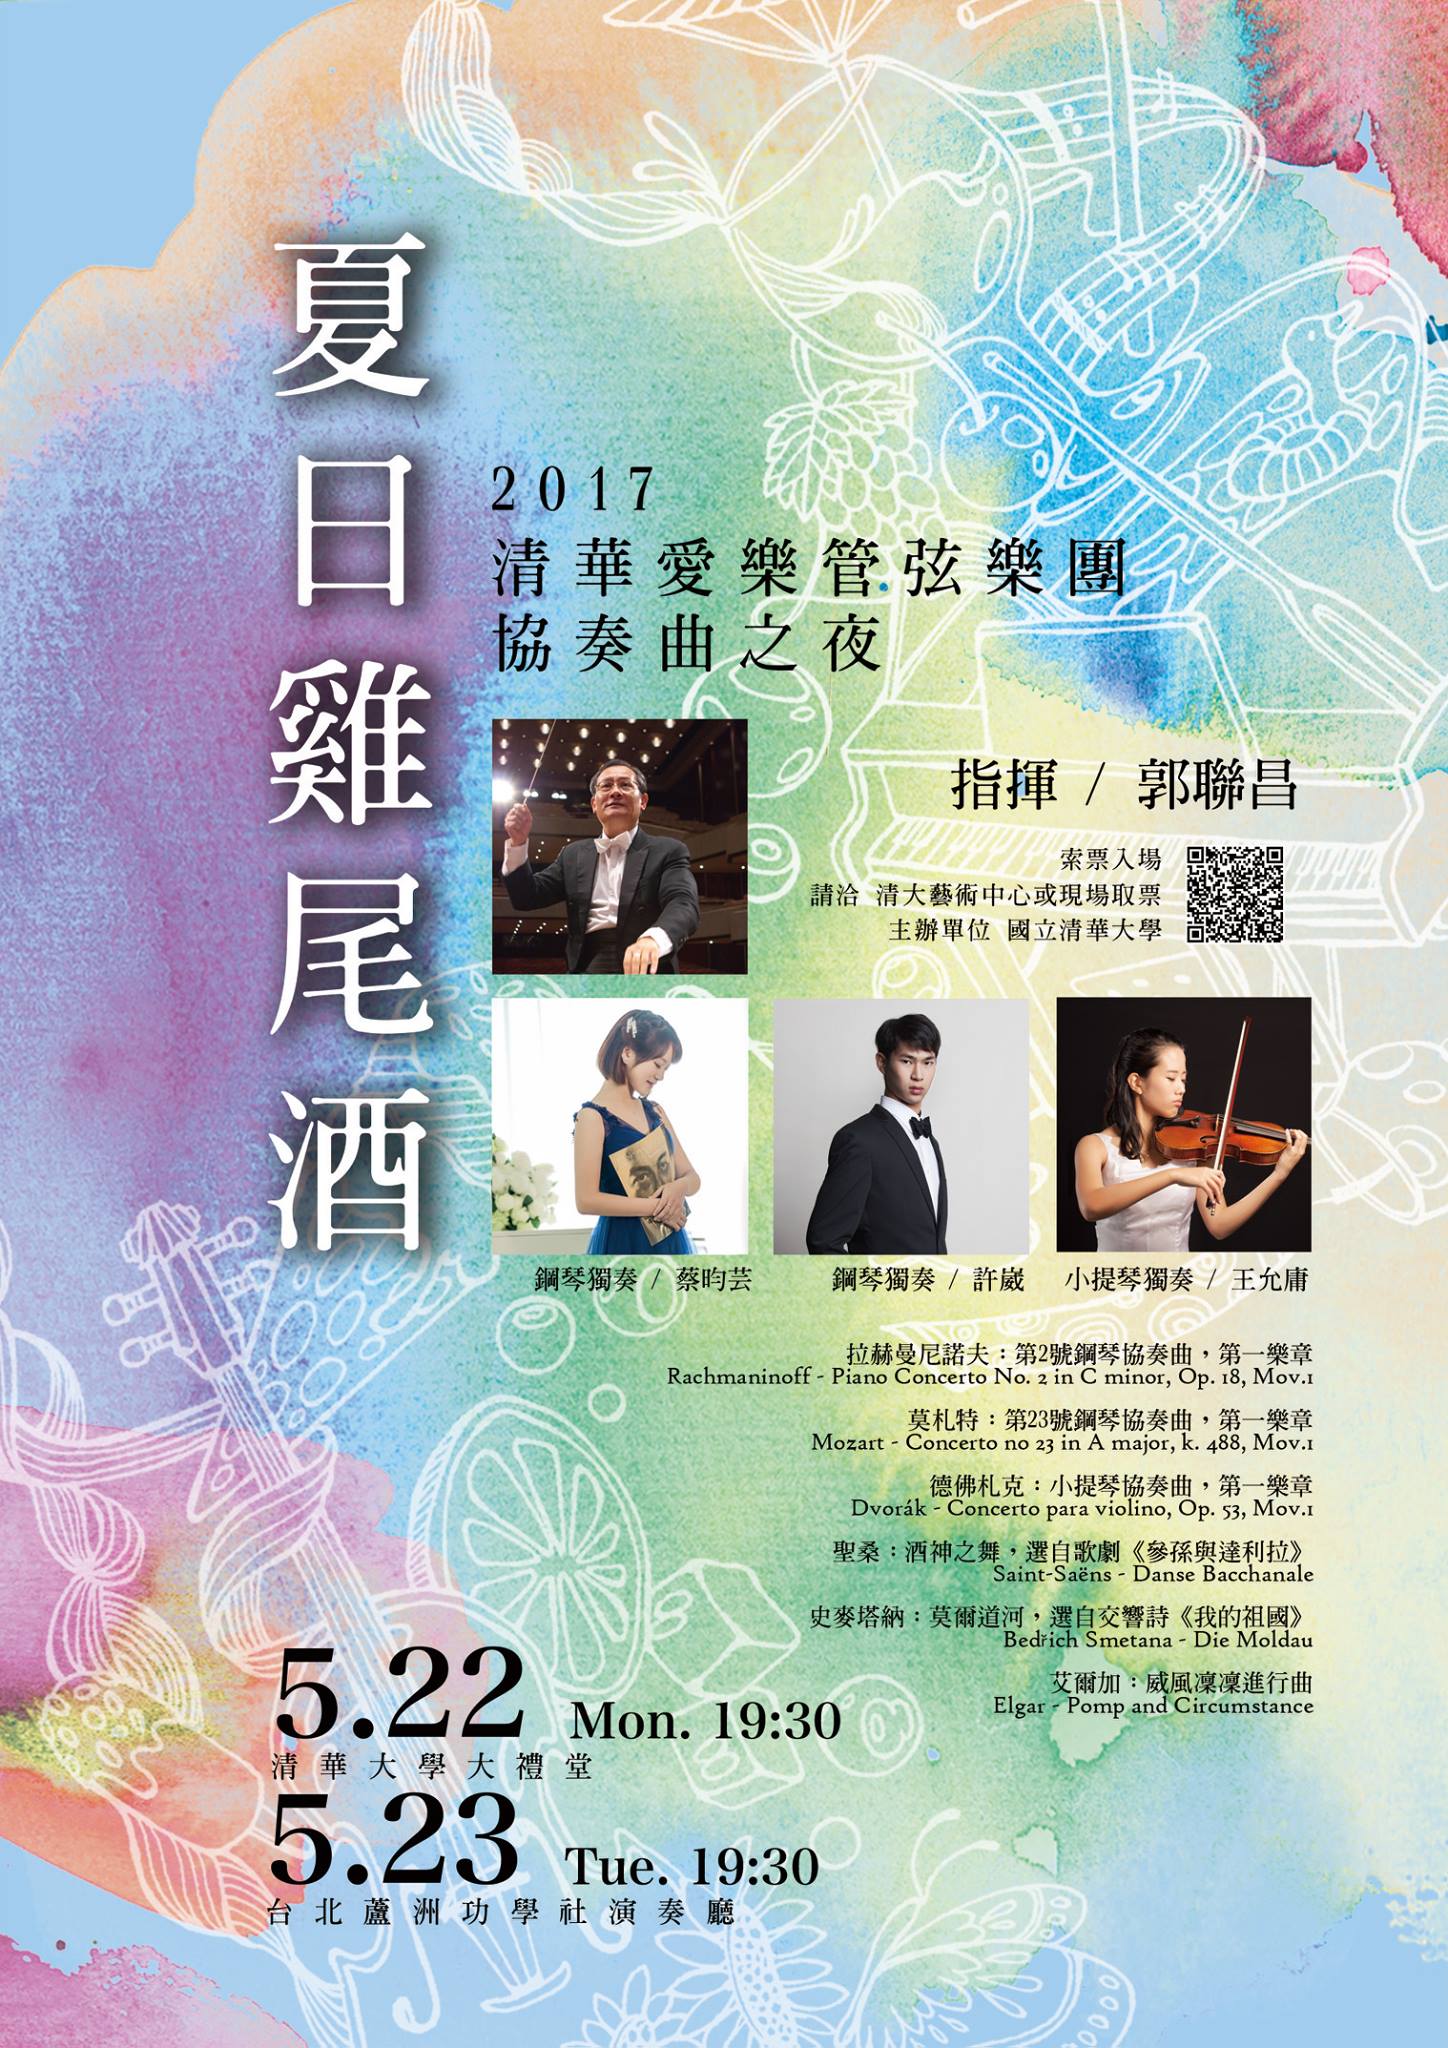 夏日雞尾酒
2017
清華愛樂管弦樂團
協奏曲之夜
指揮 / 郭聯昌
索票入場
請洽 清大藝術中心或現場取票
主辦單位 國立清華大學
鋼琴獨奏 / 蔡昀芸
鋼琴獨奏 / 許崴
小提琴獨奏 / 王允庸
拉赫曼尼諾夫：第2號鋼琴協奏曲，第一樂章
Rachmaninoff - Piano Concerto No. 2 in C minor, Op. 18, Mov.1
莫札特：第23號鋼琴協奏曲，第一樂章
Mozart - Concerto no 23 in A major, k. 488, Mov.1
德佛札克：小提琴協奏曲，第一樂章
Dvorák - Concerto para violino, Op. 53, Mov.1
聖桑：酒神之舞，選自歌劇《參孫與達利拉》
Saint-Saëns - Danse Bacchanale
史麥塔納：莫爾道河，選自交響詩《我的祖國》
Bedřich Smetana - Die Moldau
艾爾加：威風凜凜進行曲
Elgar - Pomp and Circumstance
5.22 Mon. 19:30
清華大學大禮堂
5.23 Tue. 19:30
台北蘆洲功學社演奏廳